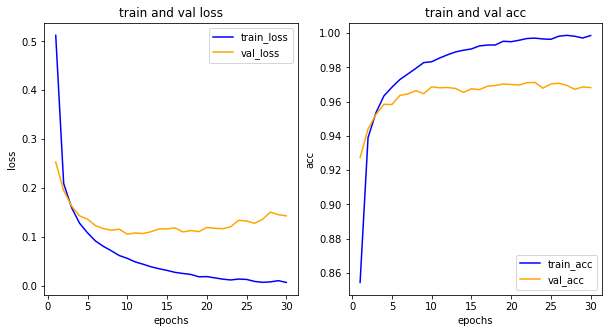 train and val loss
train_loss
val_loss
loss
0.5
0.4
0.3
0.2
0.1
0.0
0
5
10
15
20
25
30
epochs
train and val acc
train_acc
val_acc
acc
1.00
0.98
0.96
0.94
0.92
0.90
0.88
0.86
0
5
10
15
20
25
30
epochs